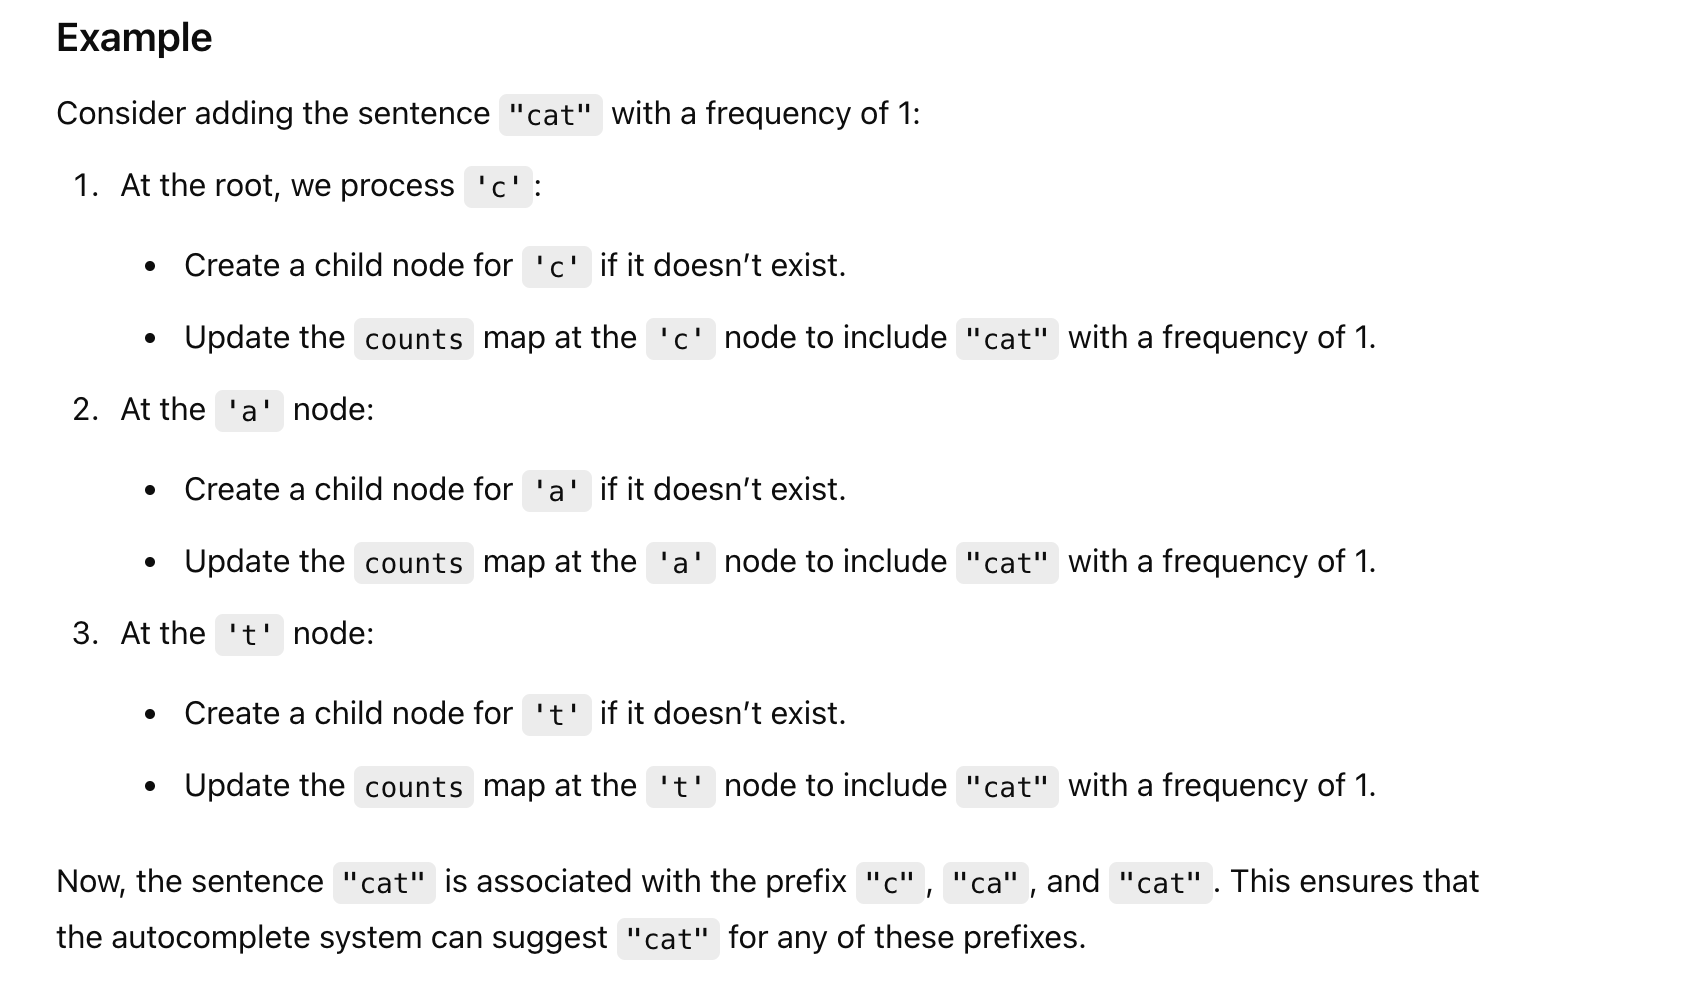 Example
Consider adding the sentence "cat" with a frequency of 1:
1. At the root, we process 'c':
• Create a child node for 'c' if it doesn’t exist.
• Update the counts map at the 'c' node to include "cat" with a frequency of 1.
2. At the 'a' node:
• Create a child node for 'a' if it doesn’t exist.
• Update the counts map at the 'a' node to include "cat" with a frequency of 1.
3. At the 't' node:
• Create a child node for 't' if it doesn’t exist.
• Update the counts map at the 't' node to include "cat" with a frequency of 1.
Now, the sentence "cat" is associated with the prefix "c", "ca", and "cat". This ensures that
the autocomplete system can suggest "cat" for any of these prefixes.